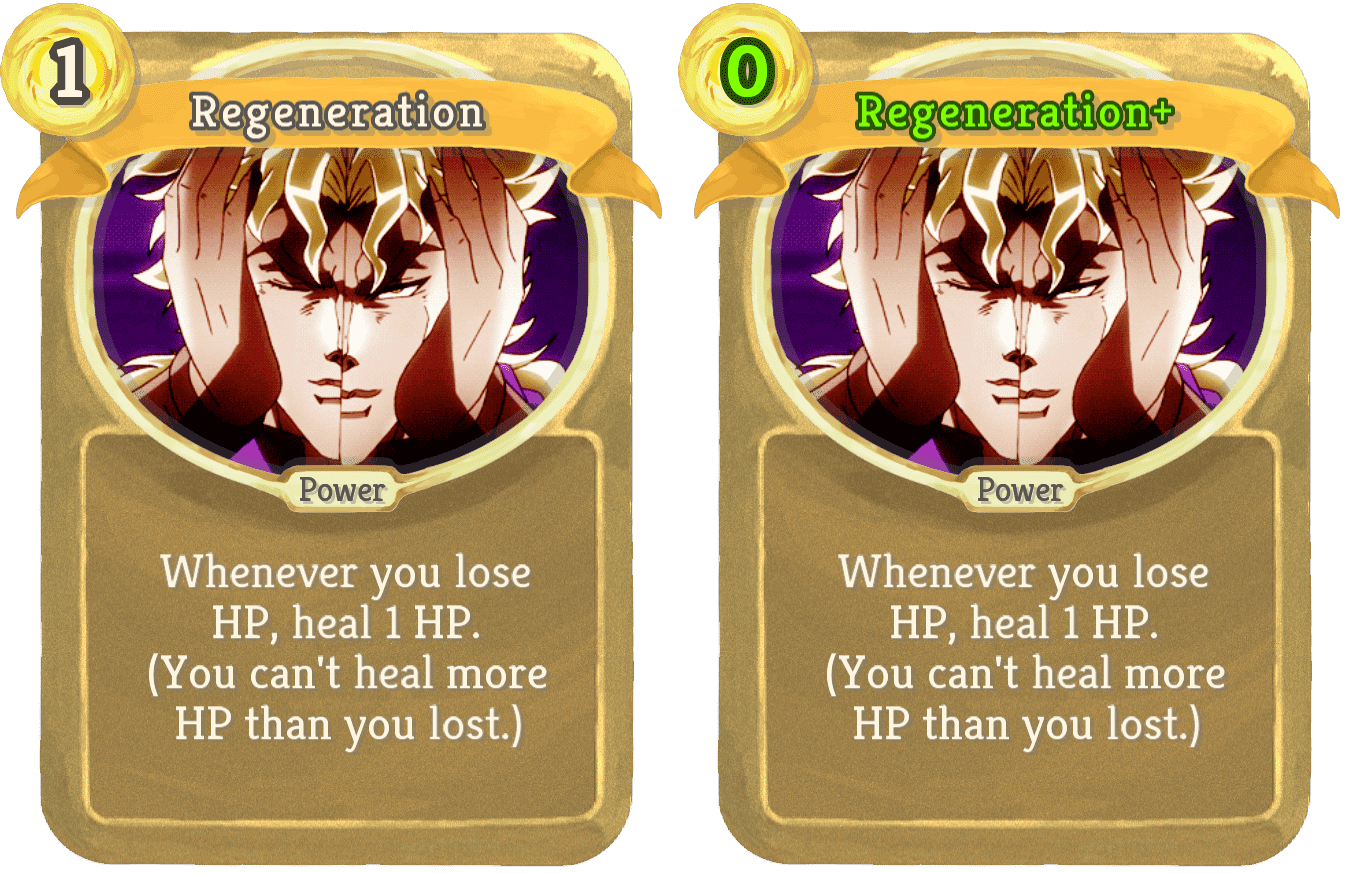 1
Regeneration
Power
Whenever you lose
HP, heal 1 HP.
(You can't heal more
HP than you lost.)
0
Regeneration+
Power
Whenever you lose
HP, heal 1 HP.
(You can't heal more
HP than you lost.)